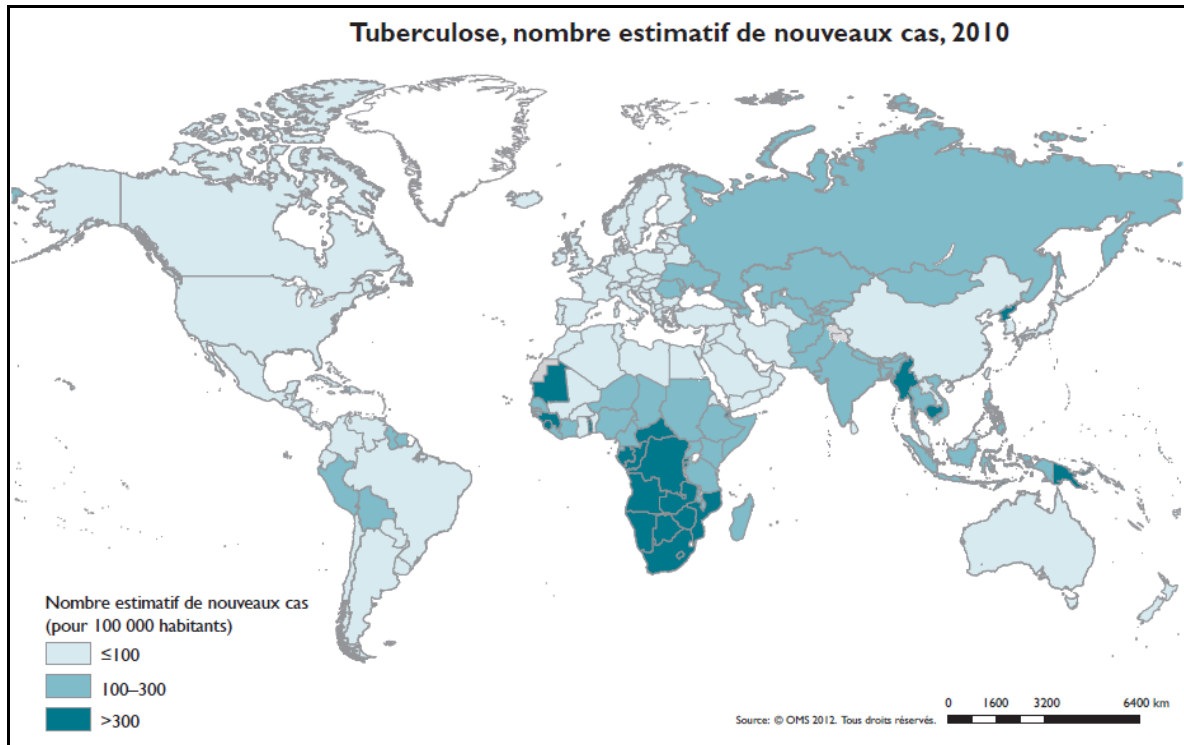 Tuberculose, nombre estimatif de nouveaux cas, 2010
Nombre estimatif de nouveaux cas
(pour 100 000 habitants)
≤100
100–300
>300
0 1600 3200 6400 km
Source: © OMS 2012. Tous droits réservés.